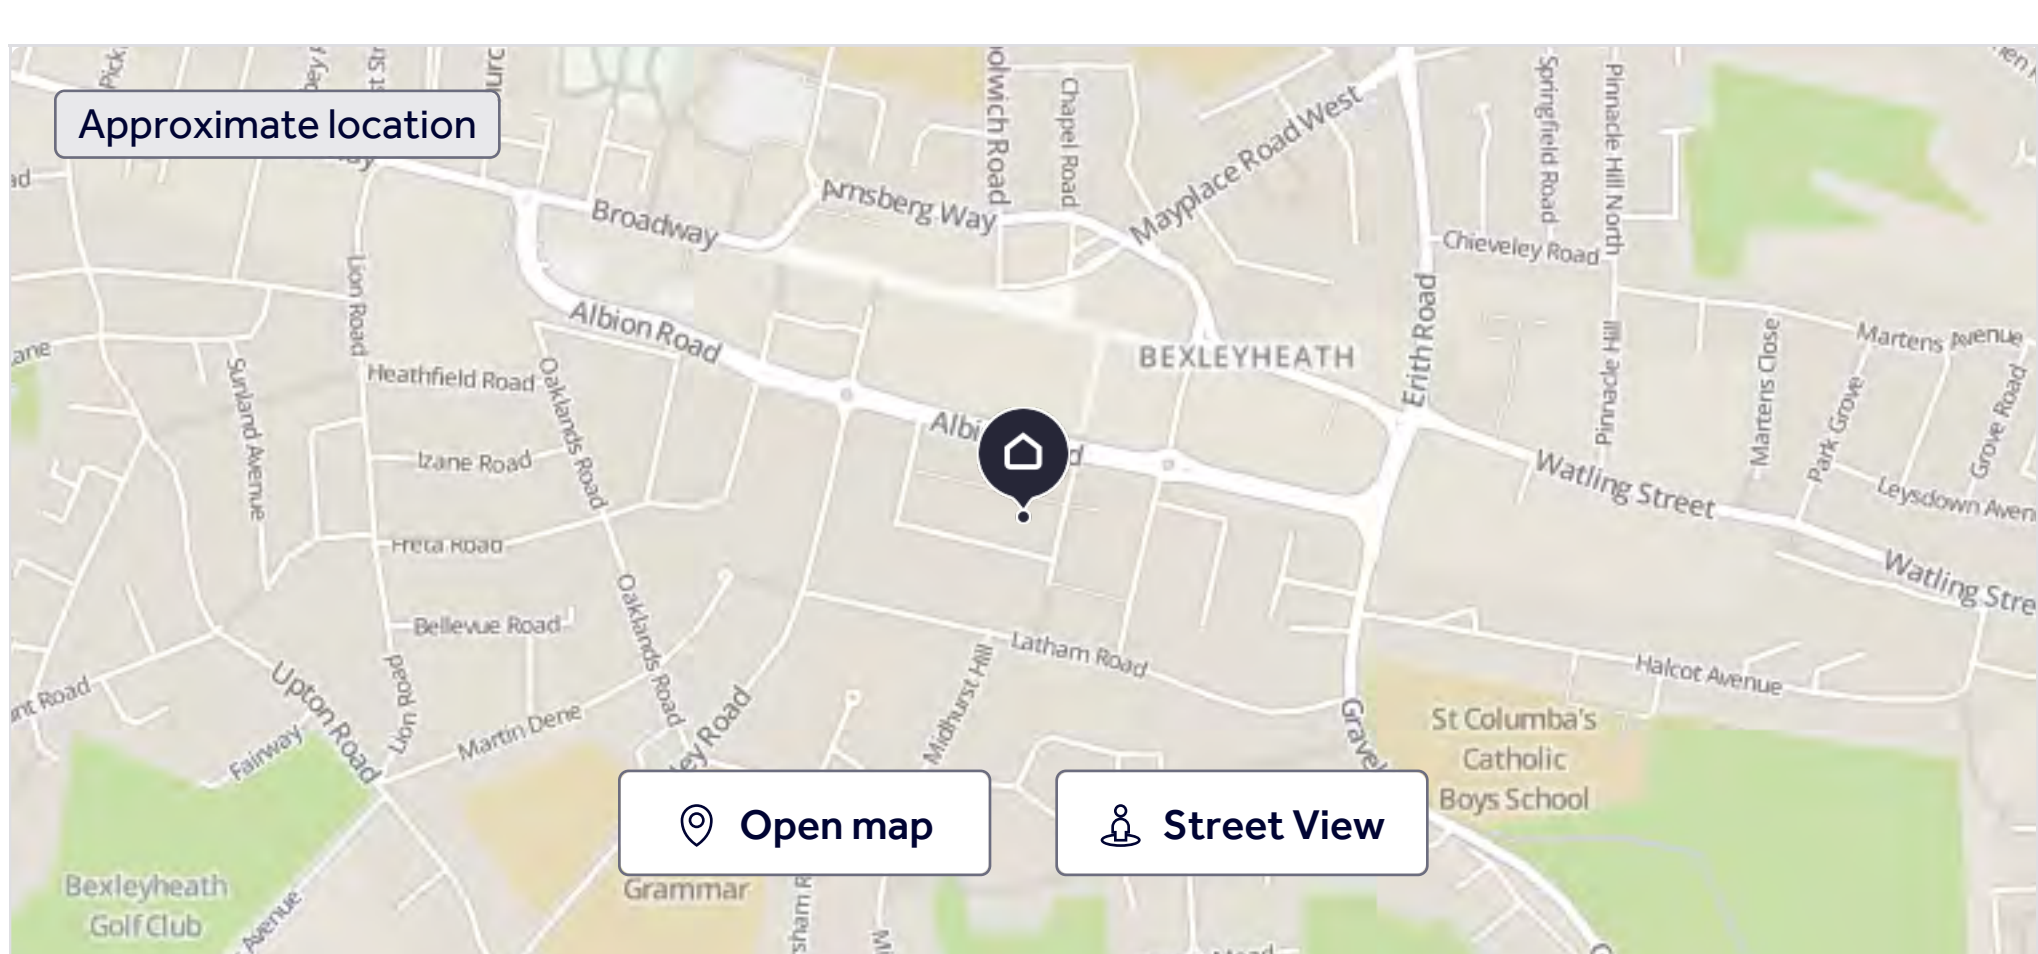 Approximate location
Broadway
Arnsberg Way
Chapel Road
Mayplace Road West
Springfield Road
Pinnacle Hill North
Chieveley Road
Lion Road
Albion Road
BEXLEYHEATH
Erith Road
Martens Avenue
Martens Close
Pinnacle Hill
Park Grove
Grove Road
Heathfield Road
Oaklands Road
Sunland Avenue
Izane Road
Watling Street
Freta Road
Bellevue Road
Oaklands Road
Latham Road
Halcot Avenue
Upton Road
Lion Road
Fairway
Martin Dene
Midhurst Hill
St Columba's
Catholic
Boys School
Open map
Street View
Bexleyheath
Golf Club
Avenue
Grammar